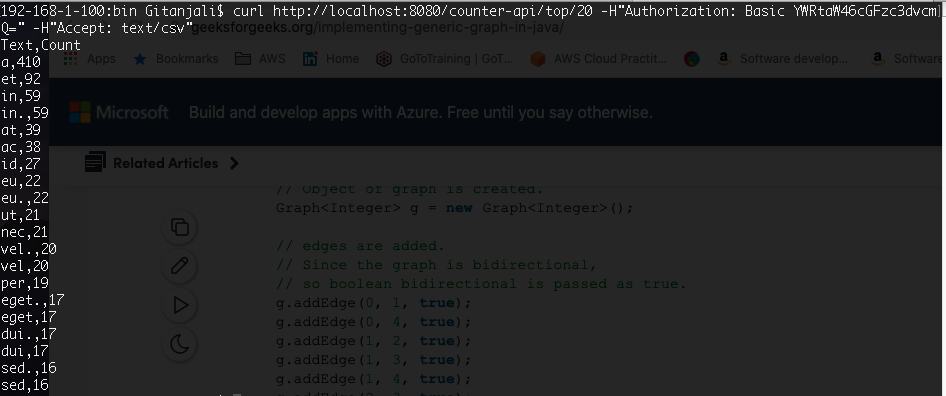 192-168-1-100:bin Gitanjali$ curl http://localhost:8080/counter-api/top/20 -H"Authorization: Basic YWRtaW46cGFzc3dvcmQ
Q=" -H"Accept: text/csv"
geeksforgeeks.org/implementing-generic-graph-in-java/
Text,Count
a,410
et,92
in,59
in.,59
at,39
ac,38
id,27
eu,22
eu.,22
ut,21
nec,21
vel.,20
vel,20
per,19
eget.,17
eget,17
dui.,17
dui,17
sed.,16
sed,16
Apps Bookmarks AWS Home GoToTraining | GoT... AWS Cloud Practit... Software develop... Softwar
Microsoft Build and develop apps with Azure. Free until you say otherwise.
Related Articles
// Object of graph is created.
Graph<Integer> g = new Graph<Integer>();
// edges are added.
// Since the graph is bidirectional,
// so boolean bidirectional is passed as true.
g.addEdge(0, 1, true);
g.addEdge(0, 4, true);
g.addEdge(1, 2, true);
g.addEdge(1, 3, true);
g.addEdge(1, 4, true);